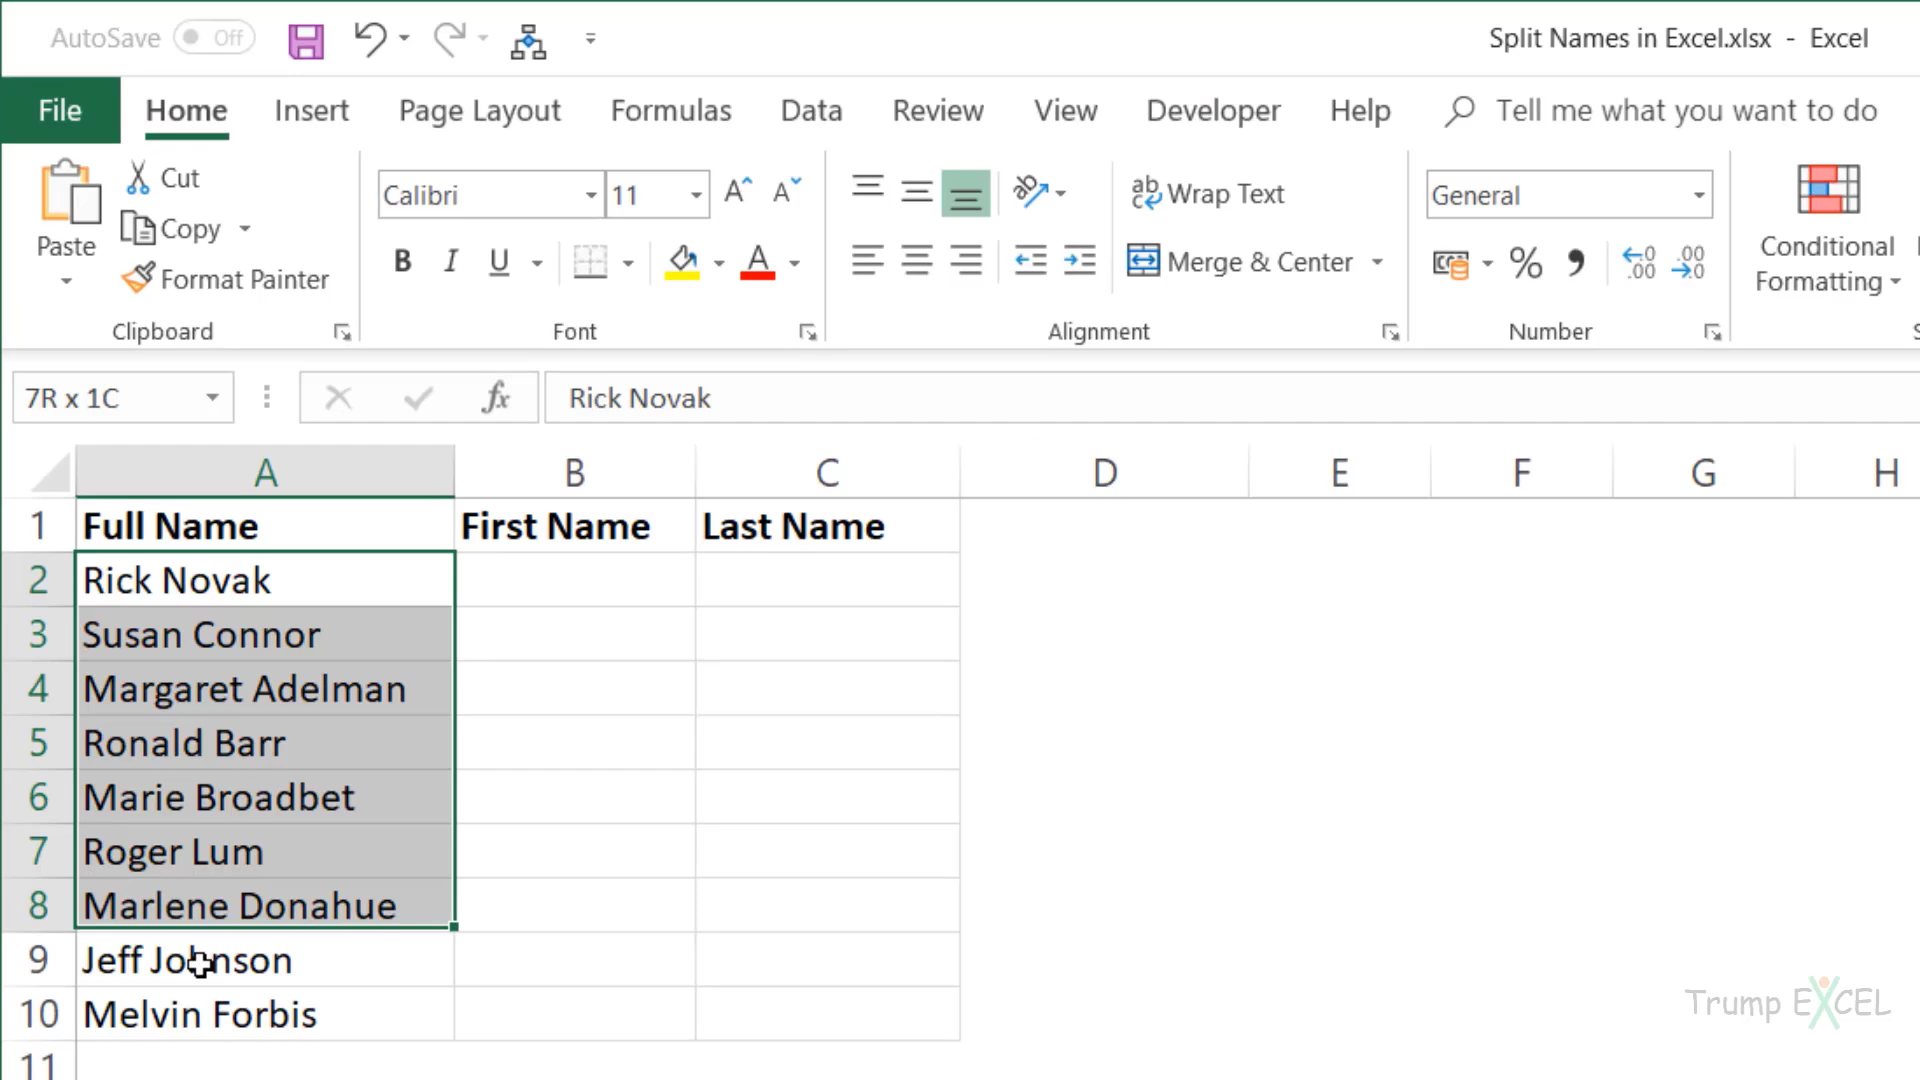 AutoSave Off
Split Names in Excel.xlsx - Excel
File Home Insert Page Layout Formulas Data Review View Developer Help Tell me what you want to do
Paste
Cut
Copy
Format Painter
Clipboard
Calibri 11
B I U A
Font
Wrap Text
Merge & Center
Alignment
General
% , .00 .00
Number
Conditional
Formatting
7R x 1C fx Rick Novak
A B C D E F G H
1 Full Name First Name Last Name
2 Rick Novak
3 Susan Connor
4 Margaret Adelman
5 Ronald Barr
6 Marie Broadbet
7 Roger Lum
8 Marlene Donahue
9 Jeff Johnson
10 Melvin Forbis
11
Trump EXCEL